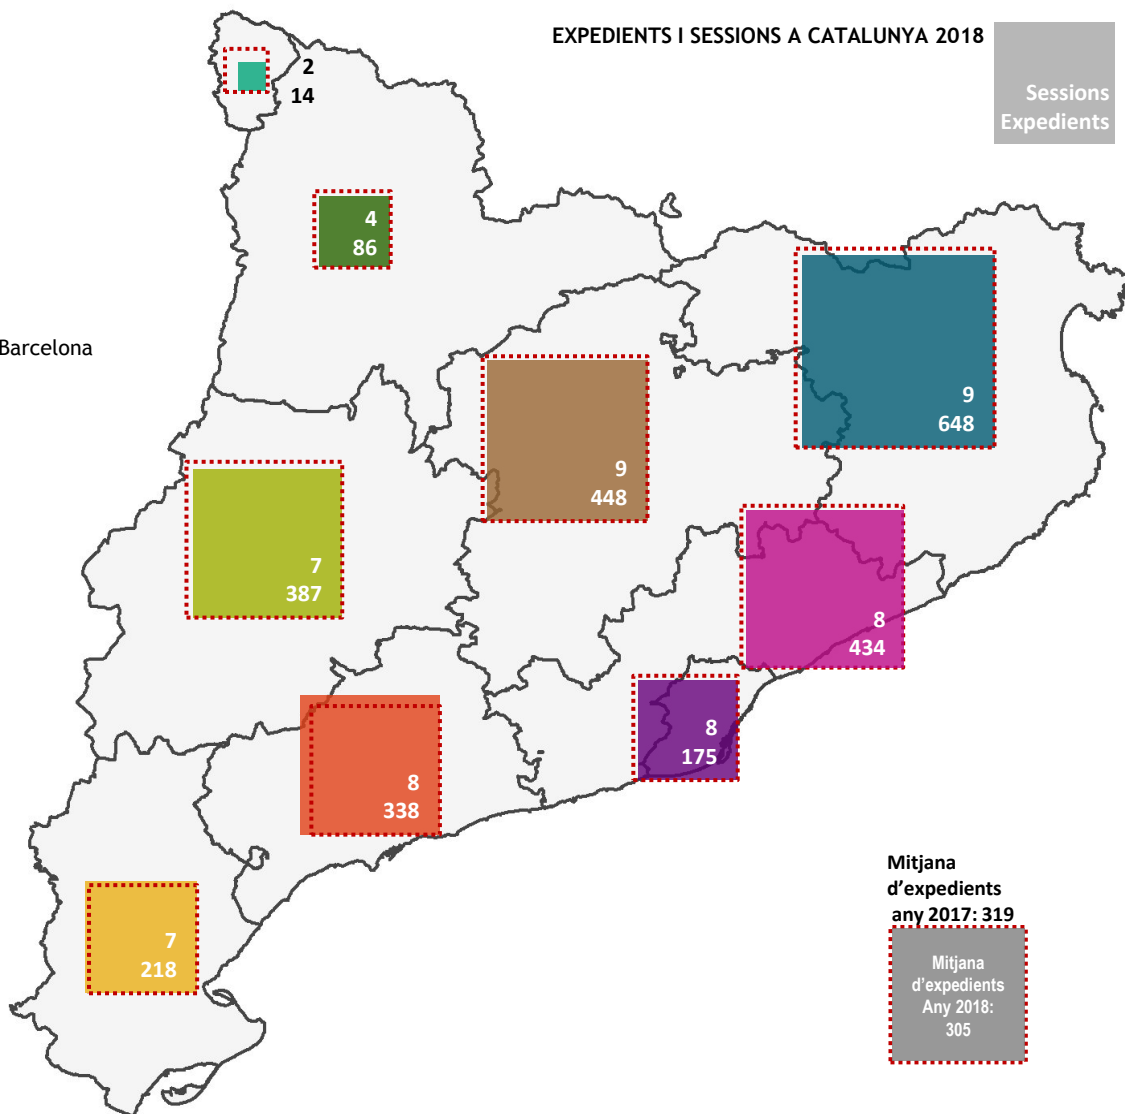 EXPEDIENTS I SESSIONS A CATALUNYA 2018
Sessions
Expedients
2
14
4
86
Barcelona
9
648
9
448
7
387
8
434
8
175
8
338
7
218
Mitjana
d'expedients
any 2017: 319
Mitjana
d'expedients
Any 2018:
305